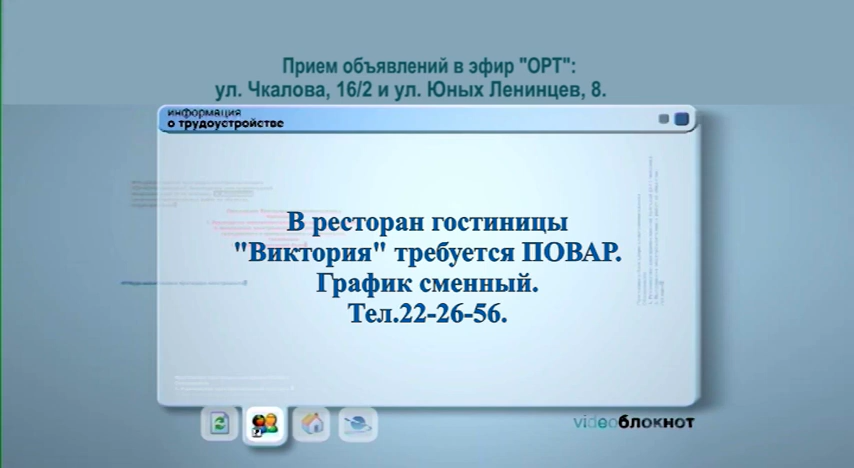 Прием объявлений в эфир "ОРТ":
ул. Чкалова, 16/2 и ул. Юных Ленинцев, 8.
информация
о трудоустройстве
В ресторан гостиницы
"Виктория" требуется ПОВАР.
График сменный.
Тел.22-26-56.
videoблокнот